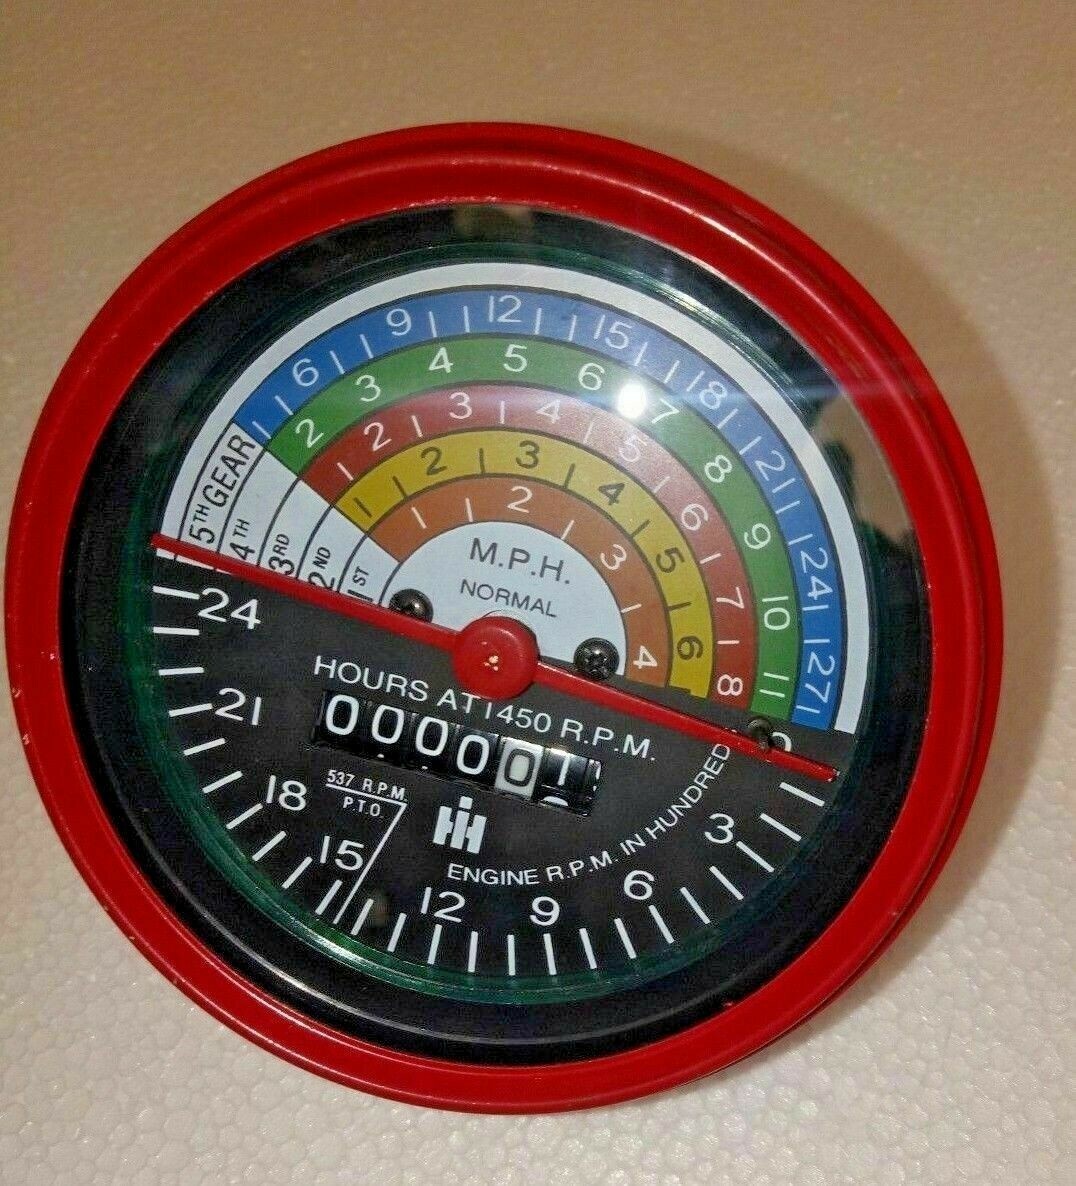 9 12 15 18 21 24 27
6
2 3 4 5 6 7 8 9 10 11
2 3 4 5 6 7 8
1 2 3 4 5 6
1 2 3 4
5TH GEAR
4TH
3RD
2ND
1ST
M.P.H.
NORMAL
HOURS AT 1450 R.P.M.
000001
537 R.P.M.
P.T.O.
IH
ENGINE R.P.M. IN HUNDRED
24 21 18 15 12 9 6 3 0